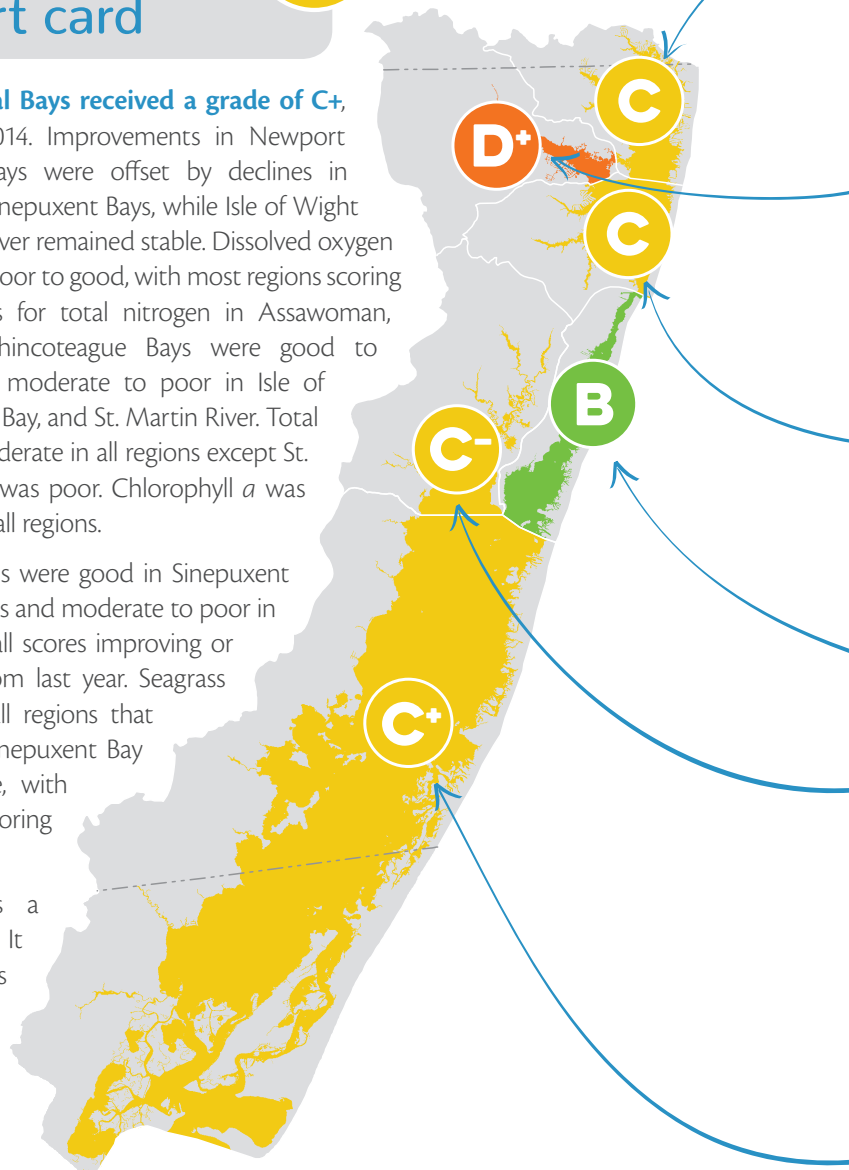 rt card
al Bays received a grade of C+,
014. Improvements in Newport
ays were offset by declines in
nepuxent Bays, while Isle of Wight
ver remained stable. Dissolved oxygen
oor to good, with most regions scoring
s for total nitrogen in Assawoman,
hincoteague Bays were good to
moderate to poor in Isle of
Bay, and St. Martin River. Total
derate in all regions except St.
was poor. Chlorophyll a was
all regions.
s were good in Sinepuxent
s and moderate to poor in
all scores improving or
om last year. Seagrass
ll regions that
nepuxent Bay
e, with
oring
s a
It
s
C
D+
C
B
C-
C+